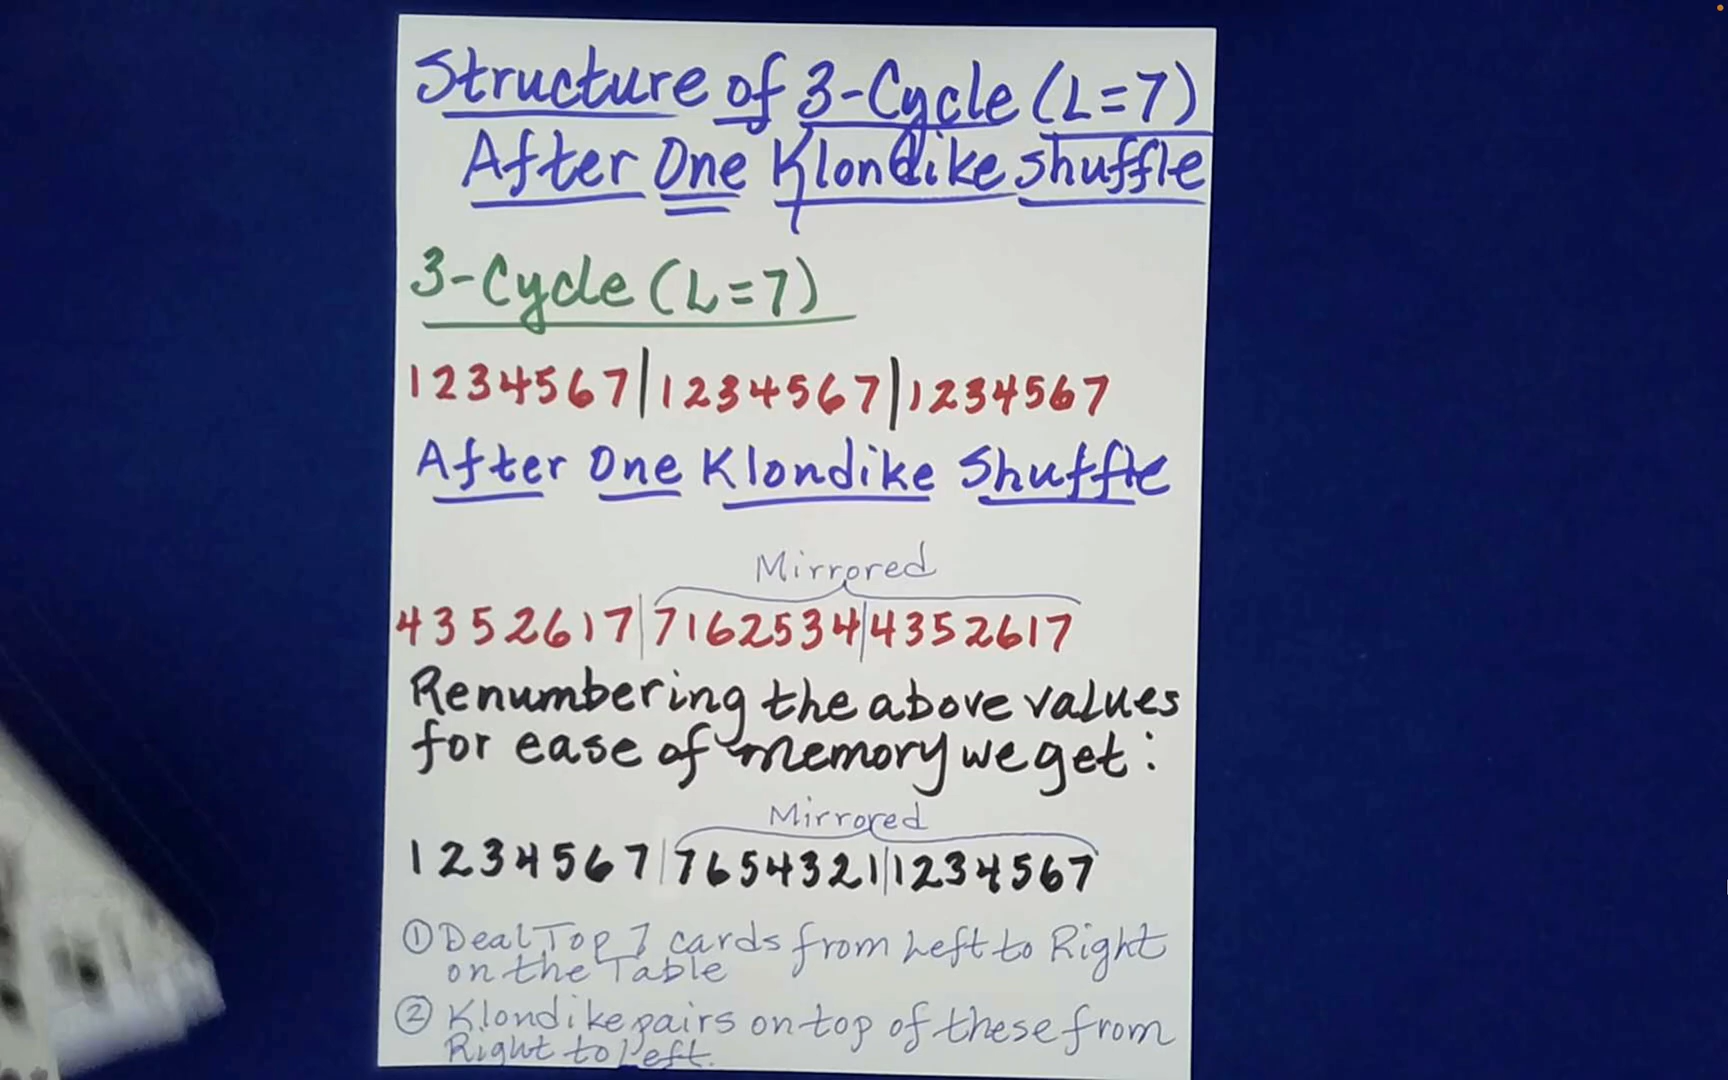 Structure of 3-Cycle (L=7)
After One Klondike shuffle
3-Cycle (L=7)
1234567|1234567|1234567
After One Klondike Shuffle
Mirrored
4352617|7162534|4352617
Renumbering the above values
for ease of memory we get:
Mirrored
1234567|7654321|1234567
① Deal Top 7 cards from Left to Right
on the Table
② Klondike pairs on top of these from
Right to Left.